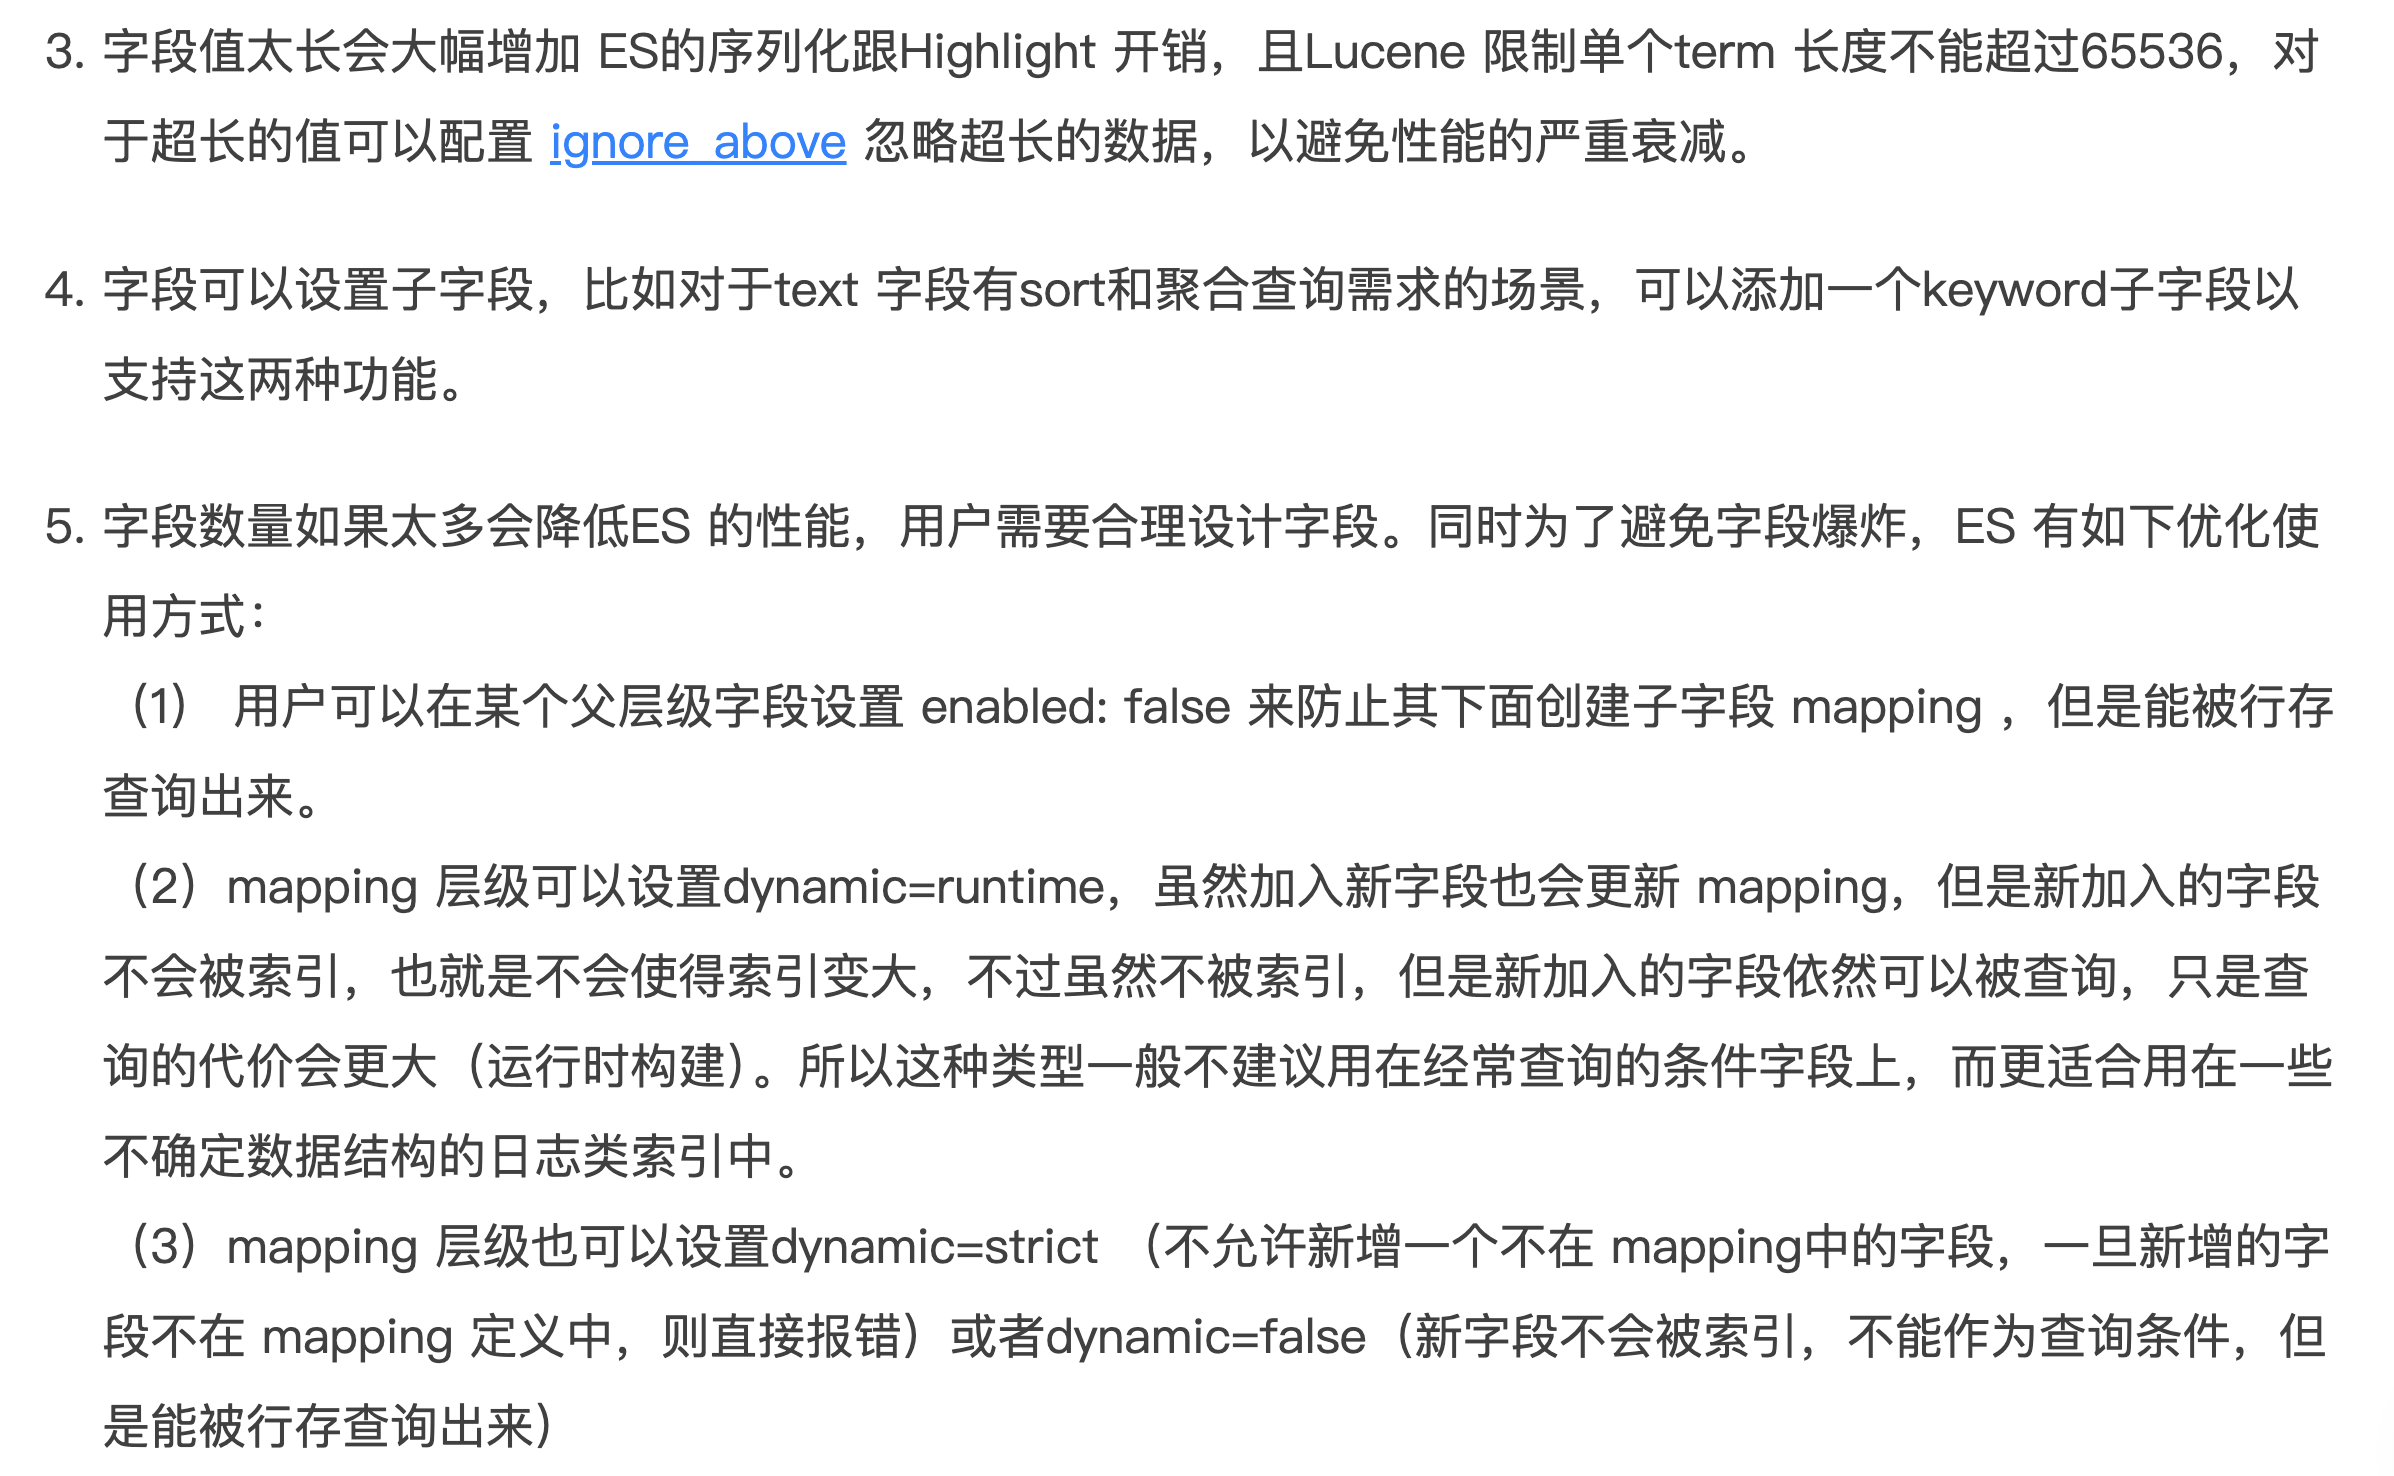 3. 字段值太长会大幅增加 ES的序列化跟Highlight 开销，且Lucene 限制单个term 长度不能超过65536，对
于超长的值可以配置 ignore_above 忽略超长的数据，以避免性能的严重衰减。
4. 字段可以设置子字段，比如对于text 字段有sort和聚合查询需求的场景，可以添加一个keyword子字段以
支持这两种功能。
5. 字段数量如果太多会降低ES 的性能，用户需要合理设计字段。同时为了避免字段爆炸，ES 有如下优化使
用方式：
（1） 用户可以在某个父层级字段设置 enabled: false 来防止其下面创建子字段 mapping ，但是能被行存
查询出来。
（2）mapping 层级可以设置dynamic=runtime，虽然加入新字段也会更新 mapping，但是新加入的字段
不会被索引，也就是不会使得索引变大，不过虽然不被索引，但是新加入的字段依然可以被查询，只是查
询的代价会更大（运行时构建）。所以这种类型一般不建议用在经常查询的条件字段上，而更适合用在一些
不确定数据结构的日志类索引中。
（3）mapping 层级也可以设置dynamic=strict （不允许新增一个不在 mapping中的字段，一旦新增的字
段不在 mapping 定义中，则直接报错）或者dynamic=false（新字段不会被索引，不能作为查询条件，但
是能被行存查询出来）